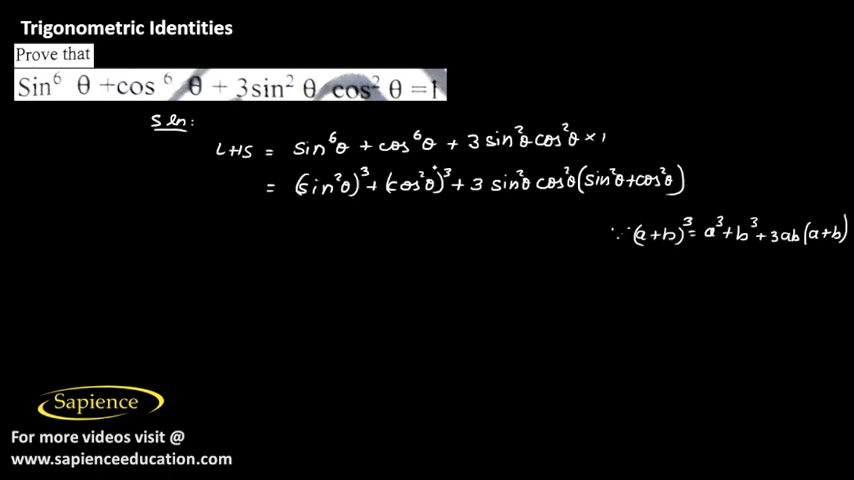 Trigonometric Identities
Prove that
Sin⁶ θ +cos ⁶ θ + 3sin² θ cos² θ =1
Soln:
LHS = sin⁶θ + cos⁶θ + 3 sin²θ cos²θ × 1
= (sin²θ)³ + (cos²θ)³ + 3 sin²θ cos²θ (sin²θ + cos²θ)
∵ (a+b)³ = a³ + b³ + 3ab(a+b)
Sapience
For more videos visit @
www.sapienceeducation.com